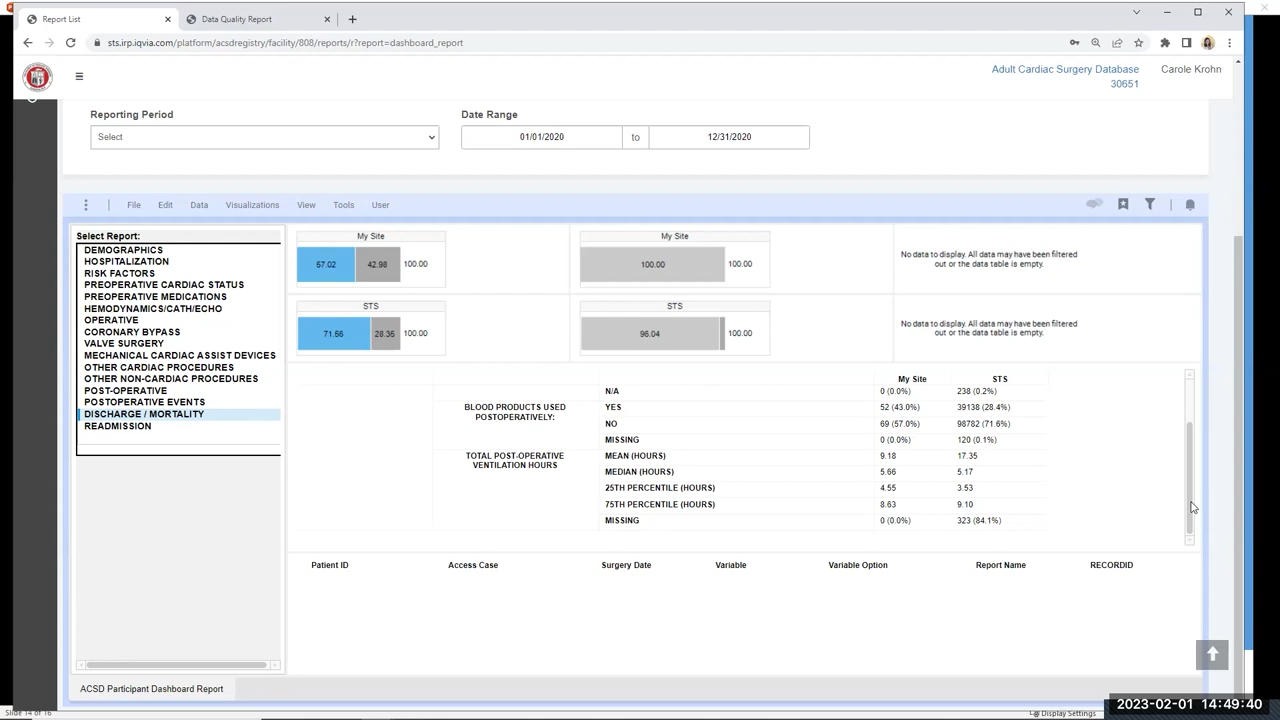 Report List
Data Quality Report
sts.irp.iqvia.com/platform/acsdregistry/facility/808/reports/r?report=dashboard_report
Adult Cardiac Surgery Database
30651
Carole Krohn
Reporting Period
Date Range
Select
01/01/2020
to
12/31/2020
File Edit Data Visualizations View Tools User
Select Report:
DEMOGRAPHICS
HOSPITALIZATION
RISK FACTORS
PREOPERATIVE CARDIAC STATUS
PREOPERATIVE MEDICATIONS
HEMODYNAMICS/CATH/ECHO
OPERATIVE
CORONARY BYPASS
VALVE SURGERY
MECHANICAL CARDIAC ASSIST DEVICES
OTHER CARDIAC PROCEDURES
OTHER NON-CARDIAC PROCEDURES
POST-OPERATIVE
POSTOPERATIVE EVENTS
DISCHARGE / MORTALITY
READMISSION
My Site
57.02 42.98 100.00
My Site
100.00 100.00
No data to display. All data may have been filtered
out or the data table is empty.
STS
71.56 28.35 100.00
STS
96.04 100.00
No data to display. All data may have been filtered
out or the data table is empty.
My Site STS
N/A 0 (0.0%) 238 (0.2%)
BLOOD PRODUCTS USED
POSTOPERATIVELY:
YES 52 (43.0%) 39138 (28.4%)
NO 69 (57.0%) 98782 (71.6%)
MISSING 0 (0.0%) 120 (0.1%)
TOTAL POST-OPERATIVE
VENTILATION HOURS
MEAN (HOURS) 9.18 17.35
MEDIAN (HOURS) 5.66 5.17
25TH PERCENTILE (HOURS) 4.55 3.53
75TH PERCENTILE (HOURS) 8.63 9.10
MISSING 0 (0.0%) 323 (84.1%)
Patient ID Access Case Surgery Date Variable Variable Option Report Name RECORDID
ACSD Participant Dashboard Report
Slide 14 of 16
Display Settings
2023-02-01 14:49:40